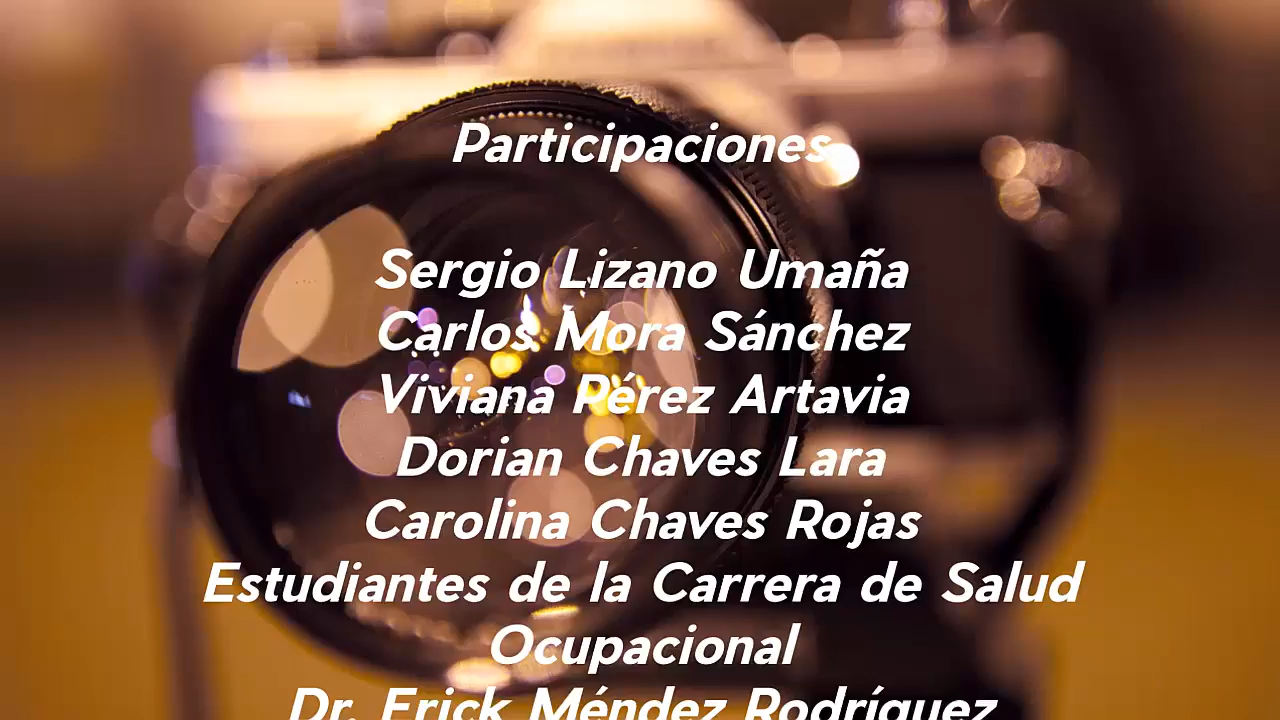 Participaciones
Sergio Lizano Umaña
Carlos Mora Sánchez
Viviana Pérez Artavia
Dorian Chaves Lara
Carolina Chaves Rojas
Estudiantes de la Carrera de Salud
Ocupacional
Dr. Erick Méndez Rodríguez